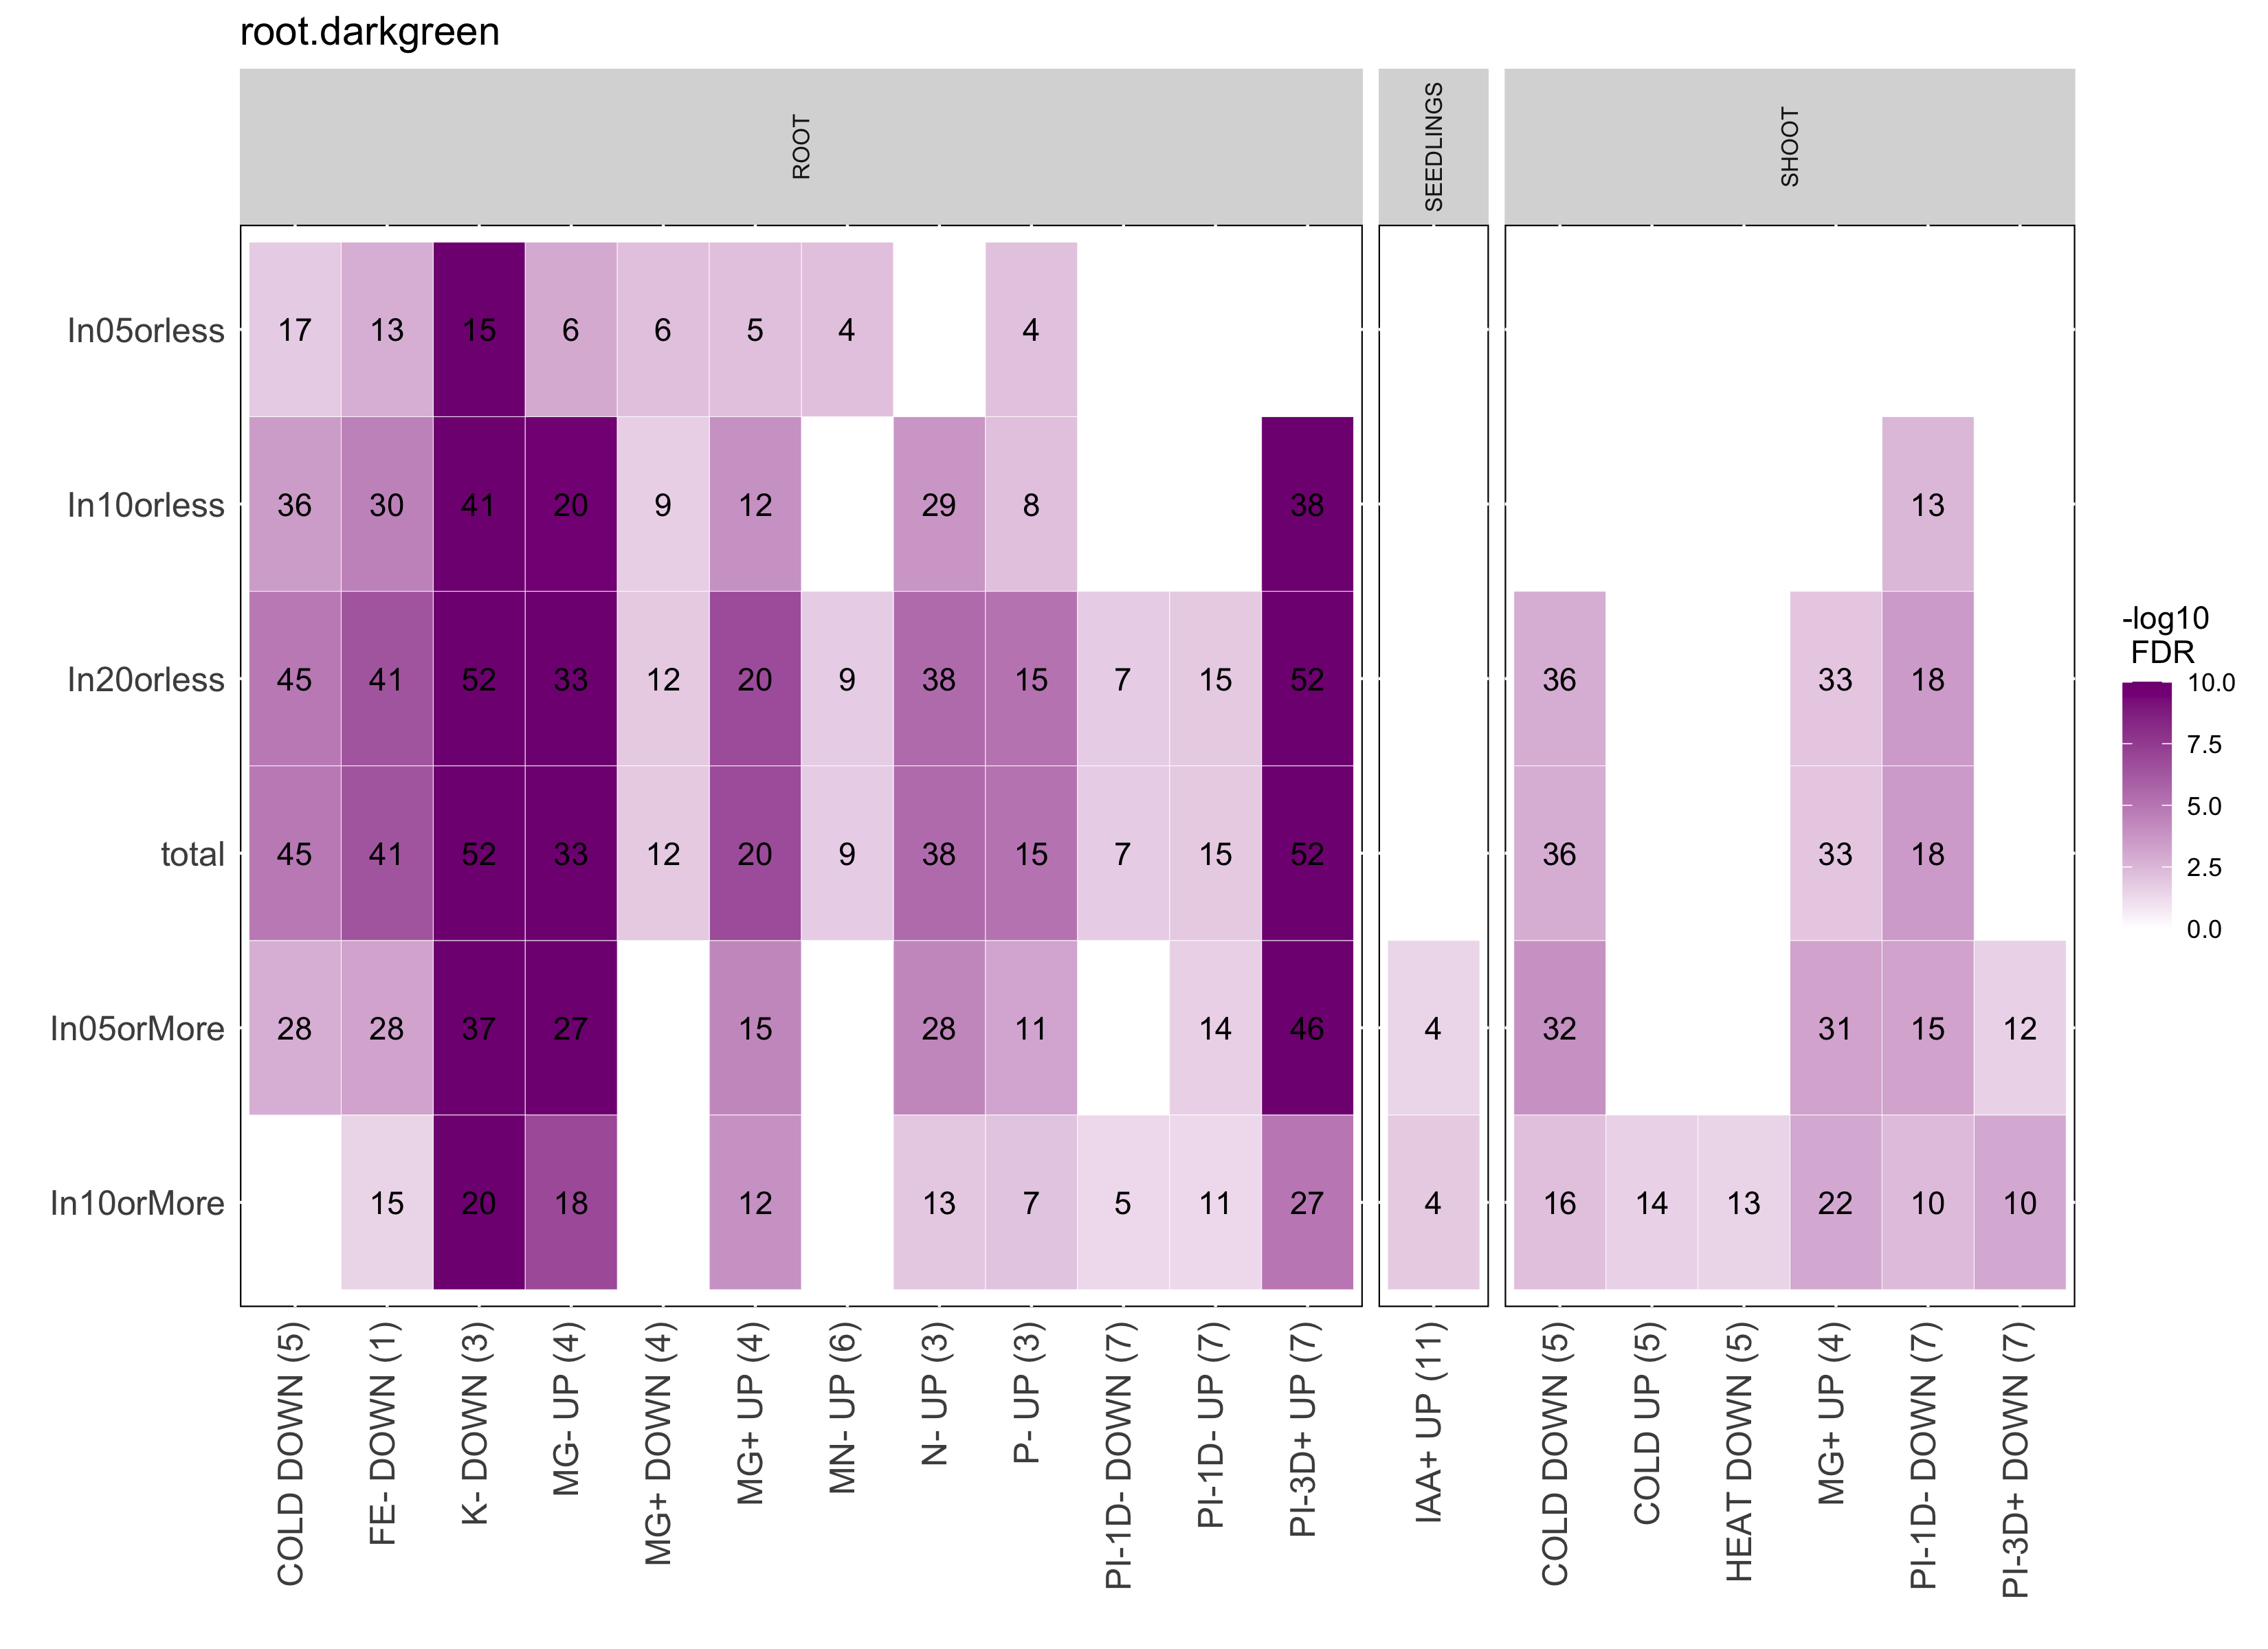 root.darkgreen
ROOT
SEEDLINGS
SHOOT
In05orless
17 13 15 6 6 5 4 4
In10orless
36 30 41 20 9 12 29 8 38 13
In20orless
45 41 52 33 12 20 9 38 15 7 15 52 36 33 18
total
45 41 52 33 12 20 9 38 15 7 15 52 36 33 18
In05orMore
28 28 37 27 15 28 11 14 46 4 32 31 15 12
In10orMore
15 20 18 12 13 7 5 11 27 4 16 14 13 22 10 10
COLD DOWN (5)
FE- DOWN (1)
K- DOWN (3)
MG- UP (4)
MG+ DOWN (4)
MG+ UP (4)
MN- UP (6)
N- UP (3)
P- UP (3)
PI-1D- DOWN (7)
PI-1D- UP (7)
PI-3D+ UP (7)
IAA+ UP (11)
COLD DOWN (5)
COLD UP (5)
HEAT DOWN (5)
MG+ UP (4)
PI-1D- DOWN (7)
PI-3D+ DOWN (7)
-log10
FDR
10.0
7.5
5.0
2.5
0.0